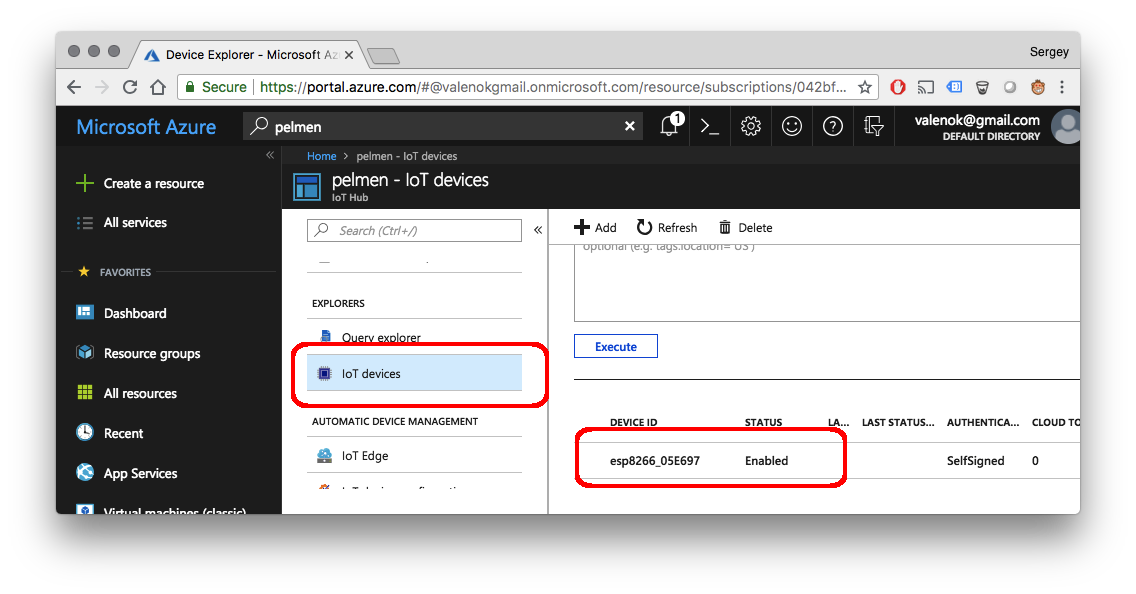 Device Explorer - Microsoft Az
Sergey
Secure
https://portal.azure.com/#@valenokgmail.onmicrosoft.com/resource/subscriptions/042bf...
Microsoft Azure
pelmen
1
valenok@gmail.com
DEFAULT DIRECTORY
Home > pelmen - IoT devices
pelmen - IoT devices
IoT Hub
Create a resource
All services
FAVORITES
Dashboard
Resource groups
All resources
Recent
App Services
Virtual machines (classic)
Search (Ctrl+/)
EXPLORERS
Query explorer
IoT devices
AUTOMATIC DEVICE MANAGEMENT
IoT Edge
Add Refresh Delete
optional (e.g. tags.location='US')
Execute
DEVICE ID STATUS LA... LAST STATUS... AUTHENTICA... CLOUD TO
esp8266_05E697 Enabled SelfSigned 0